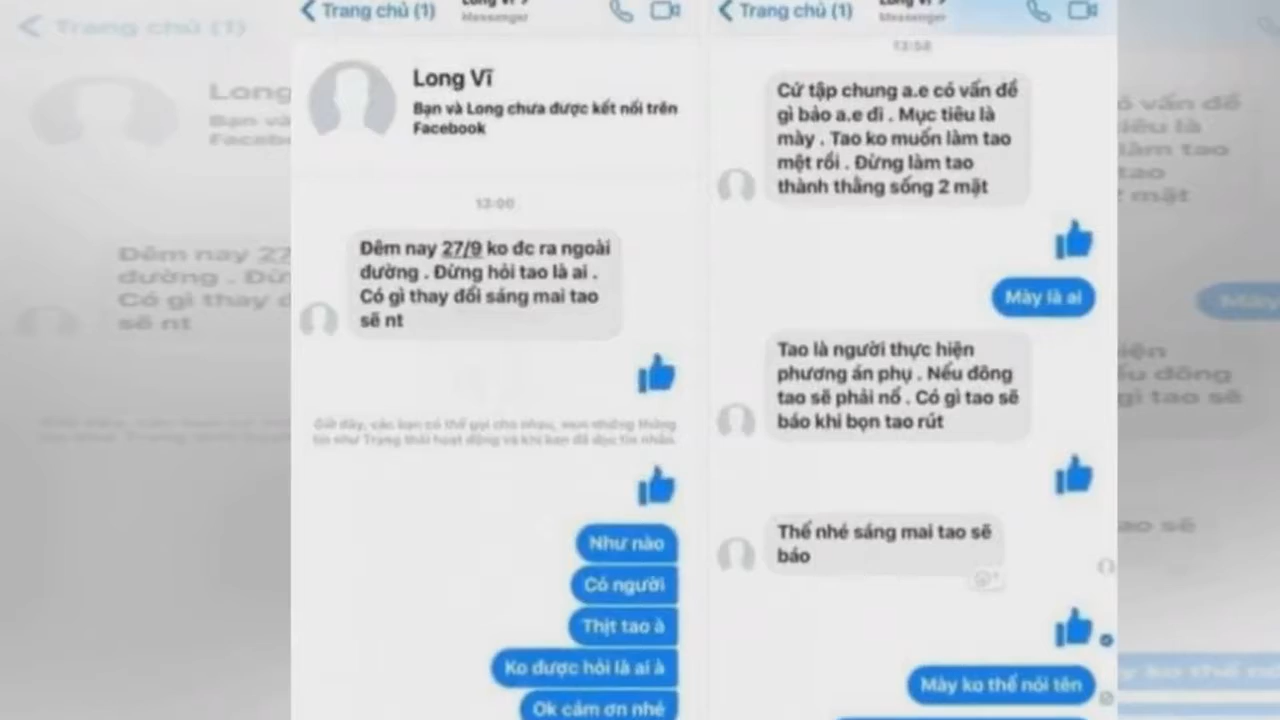 Trang chủ (1)
Messenger
Long Vĩ
Bạn và Long chưa được kết nối trên
Facebook
13:00
Đêm nay 27/9 ko đc ra ngoài
đường . Đừng hỏi tao là ai .
Có gì thay đổi sáng mai tao
sẽ nt
Như nào
Có người
Thịt tao à
Ko được hỏi là ai à
Ok cảm ơn nhé
Trang chủ (1)
Messenger
13:58
Cứ tập chung a.e có vấn đề
gì bảo a.e đi . Mục tiêu là
mày . Tao ko muốn làm tao
mệt rồi . Đừng làm tao
thành thằng sống 2 mặt
Mày là ai
Tao là người thực hiện
phương án phụ . Nếu đông
tao sẽ phải nổ . Có gì tao sẽ
báo khi bọn tao rút
Thế nhé sáng mai tao sẽ
báo
Mày ko thể nói tên